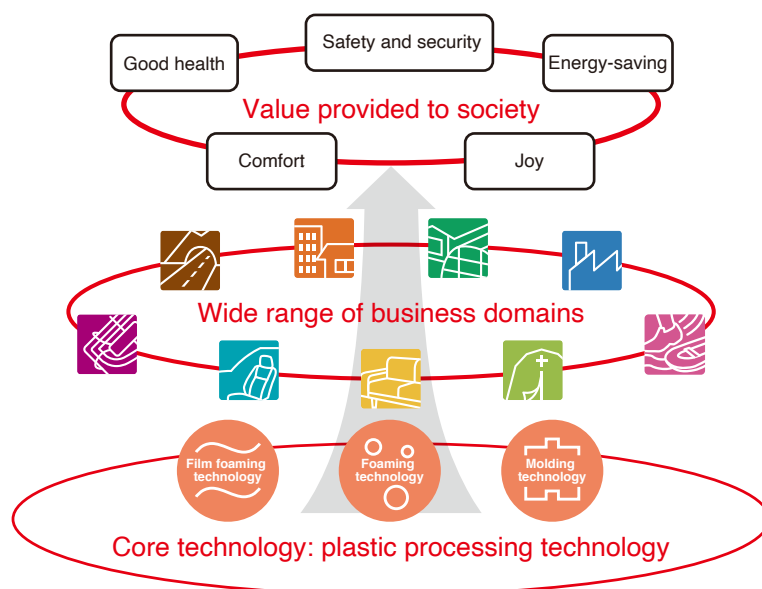 Safety and security
Good health
Energy-saving
Value provided to society
Comfort
Joy
Wide range of business domains
Film foaming
technology
Foaming
technology
Molding
technology
Core technology: plastic processing technology